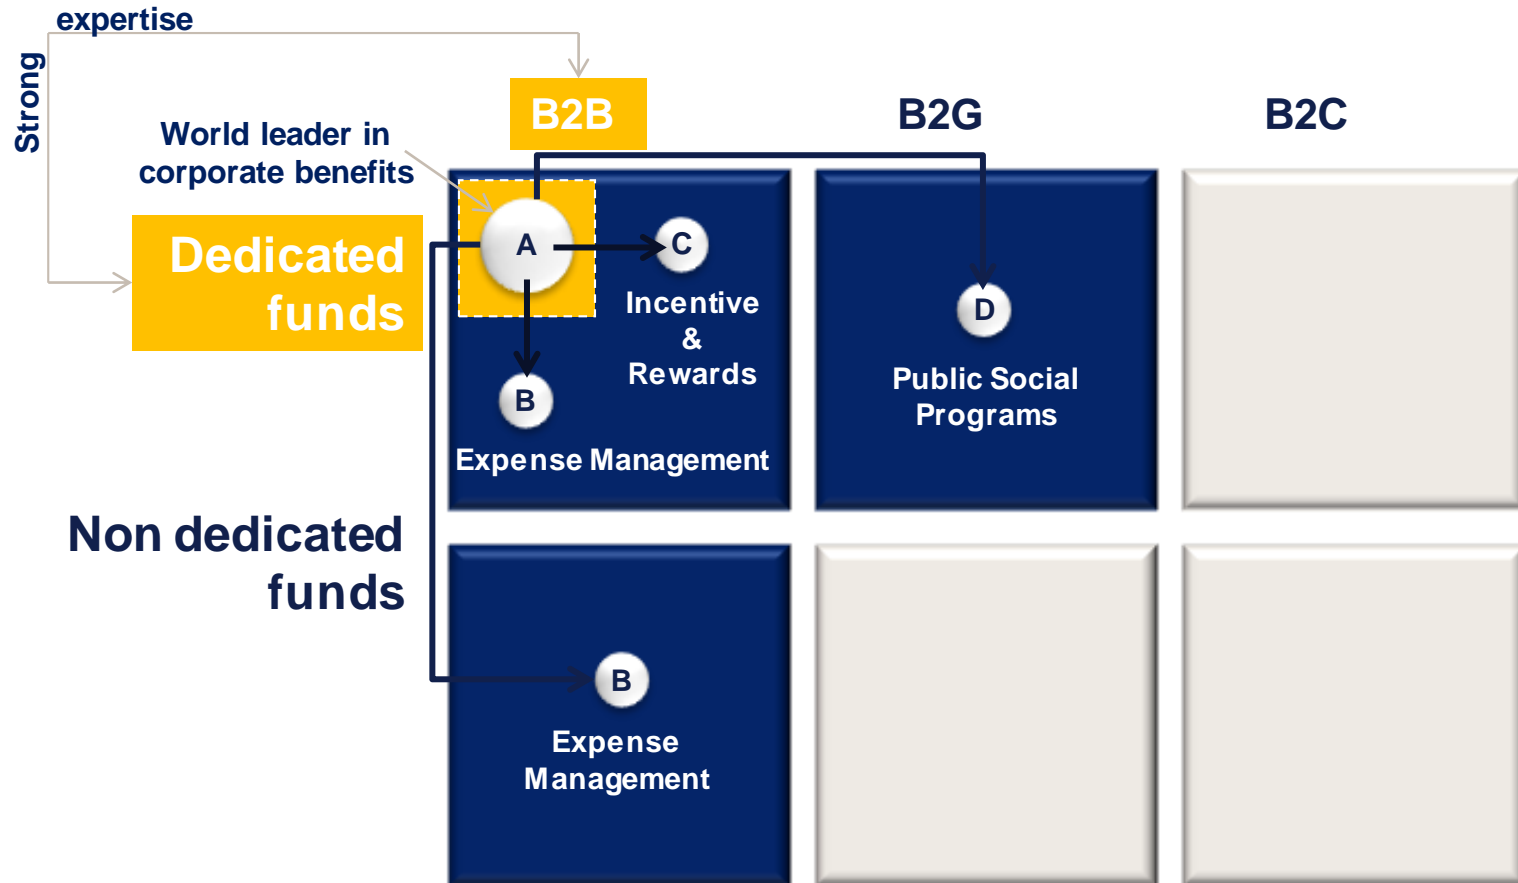 expertise
Strong
B2B
B2G
B2C
World leader in
corporate benefits
Dedicated
funds
A
C
Incentive
&
Rewards
B
Expense Management
D
Public Social
Programs
Non dedicated
funds
B
Expense
Management